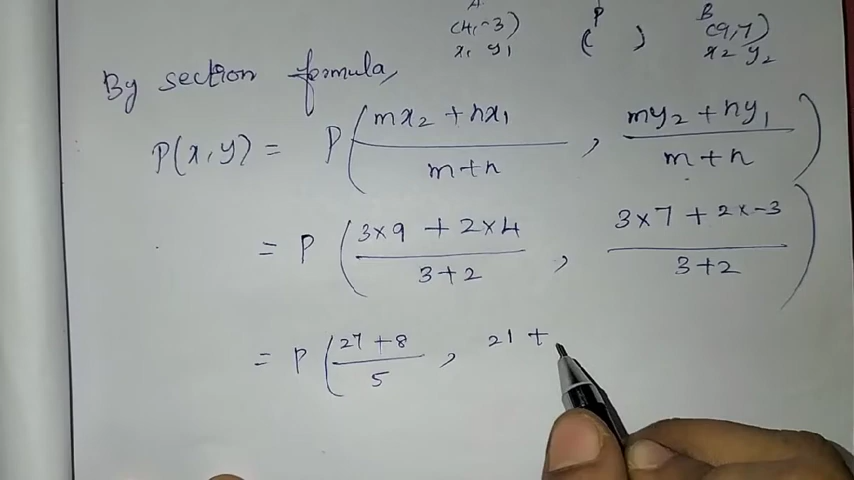 A P B
(4,-3) ( ) (9,7)
x₁ y₁ x₂ y₂
By section formula,
P(x,y) = P( mx₂ + nx₁ / m+n , my₂ + ny₁ / m+n )
= P ( 3×9 + 2×4 / 3+2 , 3×7 + 2×-3 / 3+2 )
= P ( 27+8 / 5 , 21 +